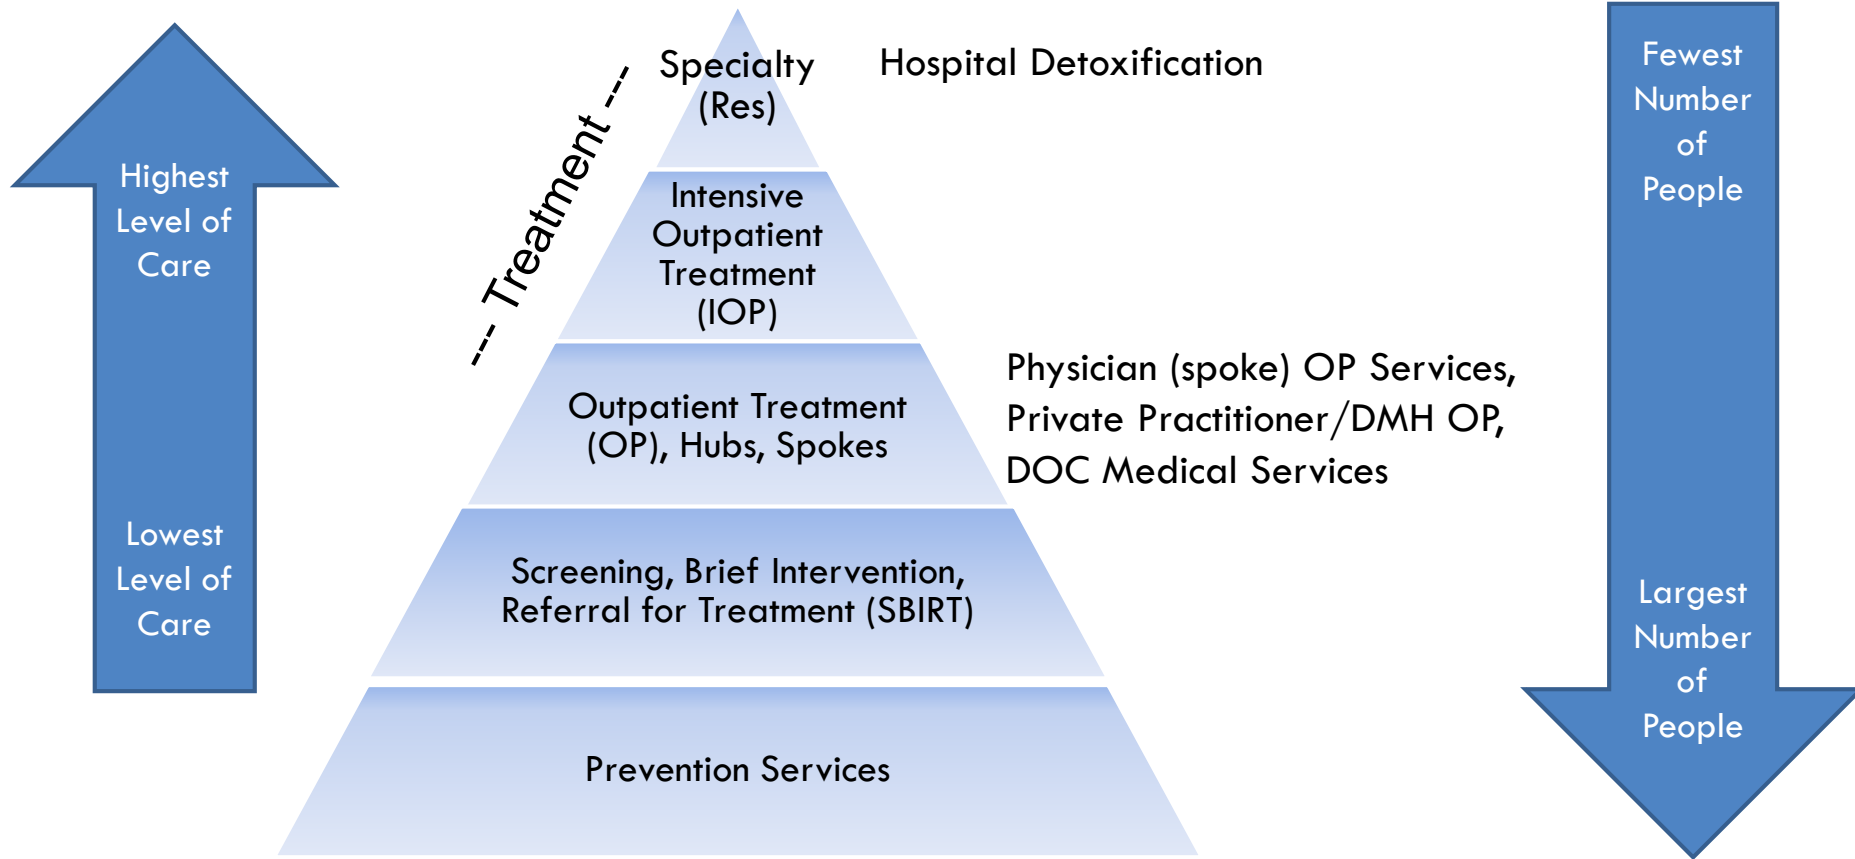 Highest
Level of
Care
Lowest
Level of
Care
---- Treatment ----
Specialty
(Res)
Hospital Detoxification
Intensive
Outpatient
Treatment
(IOP)
Outpatient Treatment
(OP), Hubs, Spokes
Physician (spoke) OP Services,
Private Practitioner/DMH OP,
DOC Medical Services
Screening, Brief Intervention,
Referral for Treatment (SBIRT)
Prevention Services
Fewest
Number
of
People
Largest
Number
of
People